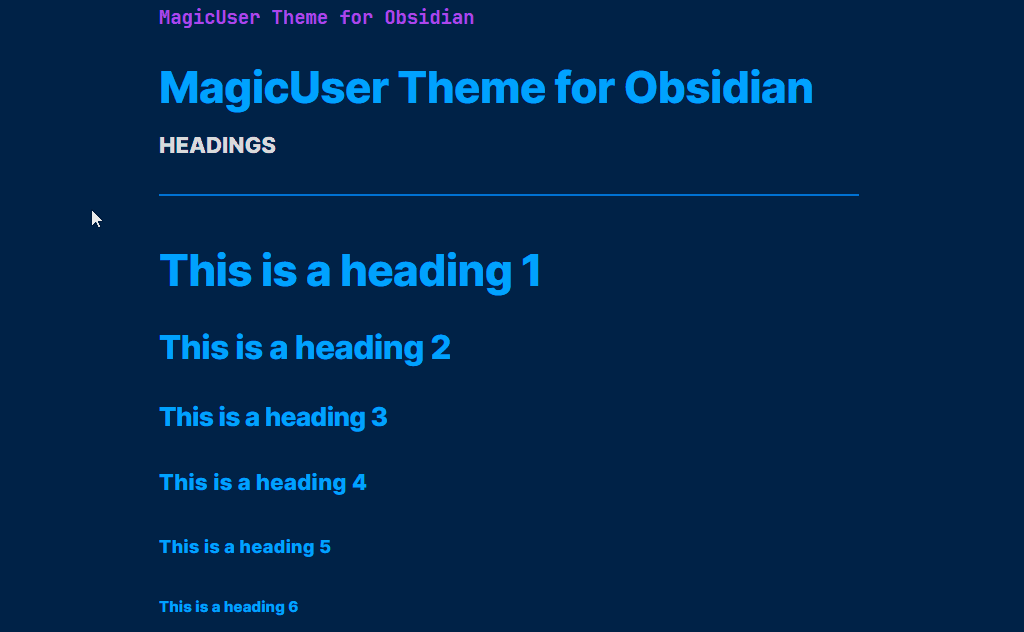 MagicUser Theme for Obsidian
MagicUser Theme for Obsidian
HEADINGS
This is a heading 1
This is a heading 2
This is a heading 3
This is a heading 4
This is a heading 5
This is a heading 6